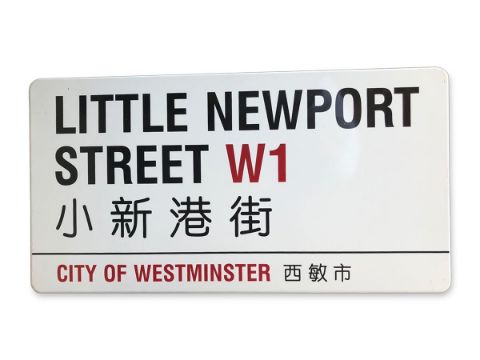 LITTLE NEWPORT
STREET W1
小新港街
CITY OF WESTMINSTER 西敏市